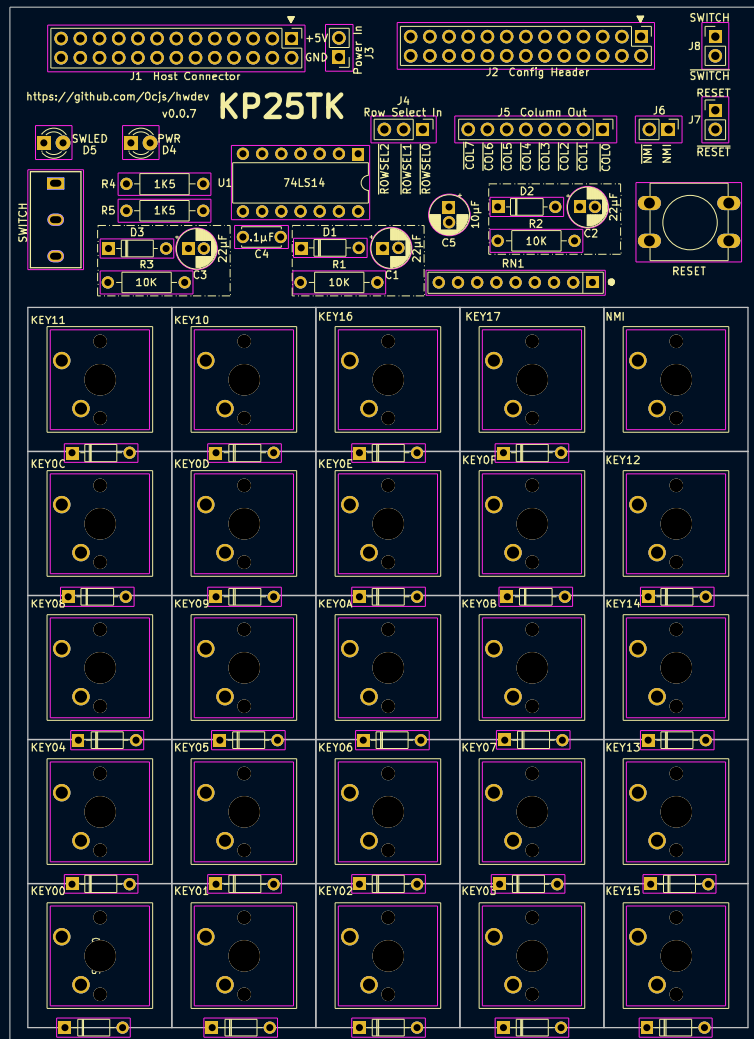 SWITCH
+5V
GND
Power In
J3
J8
J1 Host Connector
J2 Config Header
SWITCH
https://github.com/0cjs/hwdev
v0.0.7
KP25TK
J4
Row Select In
J5 Column Out
J6
RESET
J7
SWLED
D5
PWR
D4
ROWSEL2
ROWSEL1
ROWSEL0
COL7
COL6
COL5
COL4
COL3
COL2
COL1
COL0
NMI
NMI
RESET
R4
1K5
U1
74LS14
SWITCH
R5
1K5
D2
22µF
C2
10µF
C5
R2
10K
D3
22µF
C3
R3
10K
.1µF
C4
D1
22µF
C1
R1
10K
RN1
RESET
KEY11
KEY10
KEY16
KEY17
NMI
KEY0C
KEY0D
KEY0E
KEY0F
KEY12
KEY08
KEY09
KEY0A
KEY0B
KEY14
KEY04
KEY05
KEY06
KEY07
KEY13
KEY00
KEY01
KEY02
KEY03
KEY15